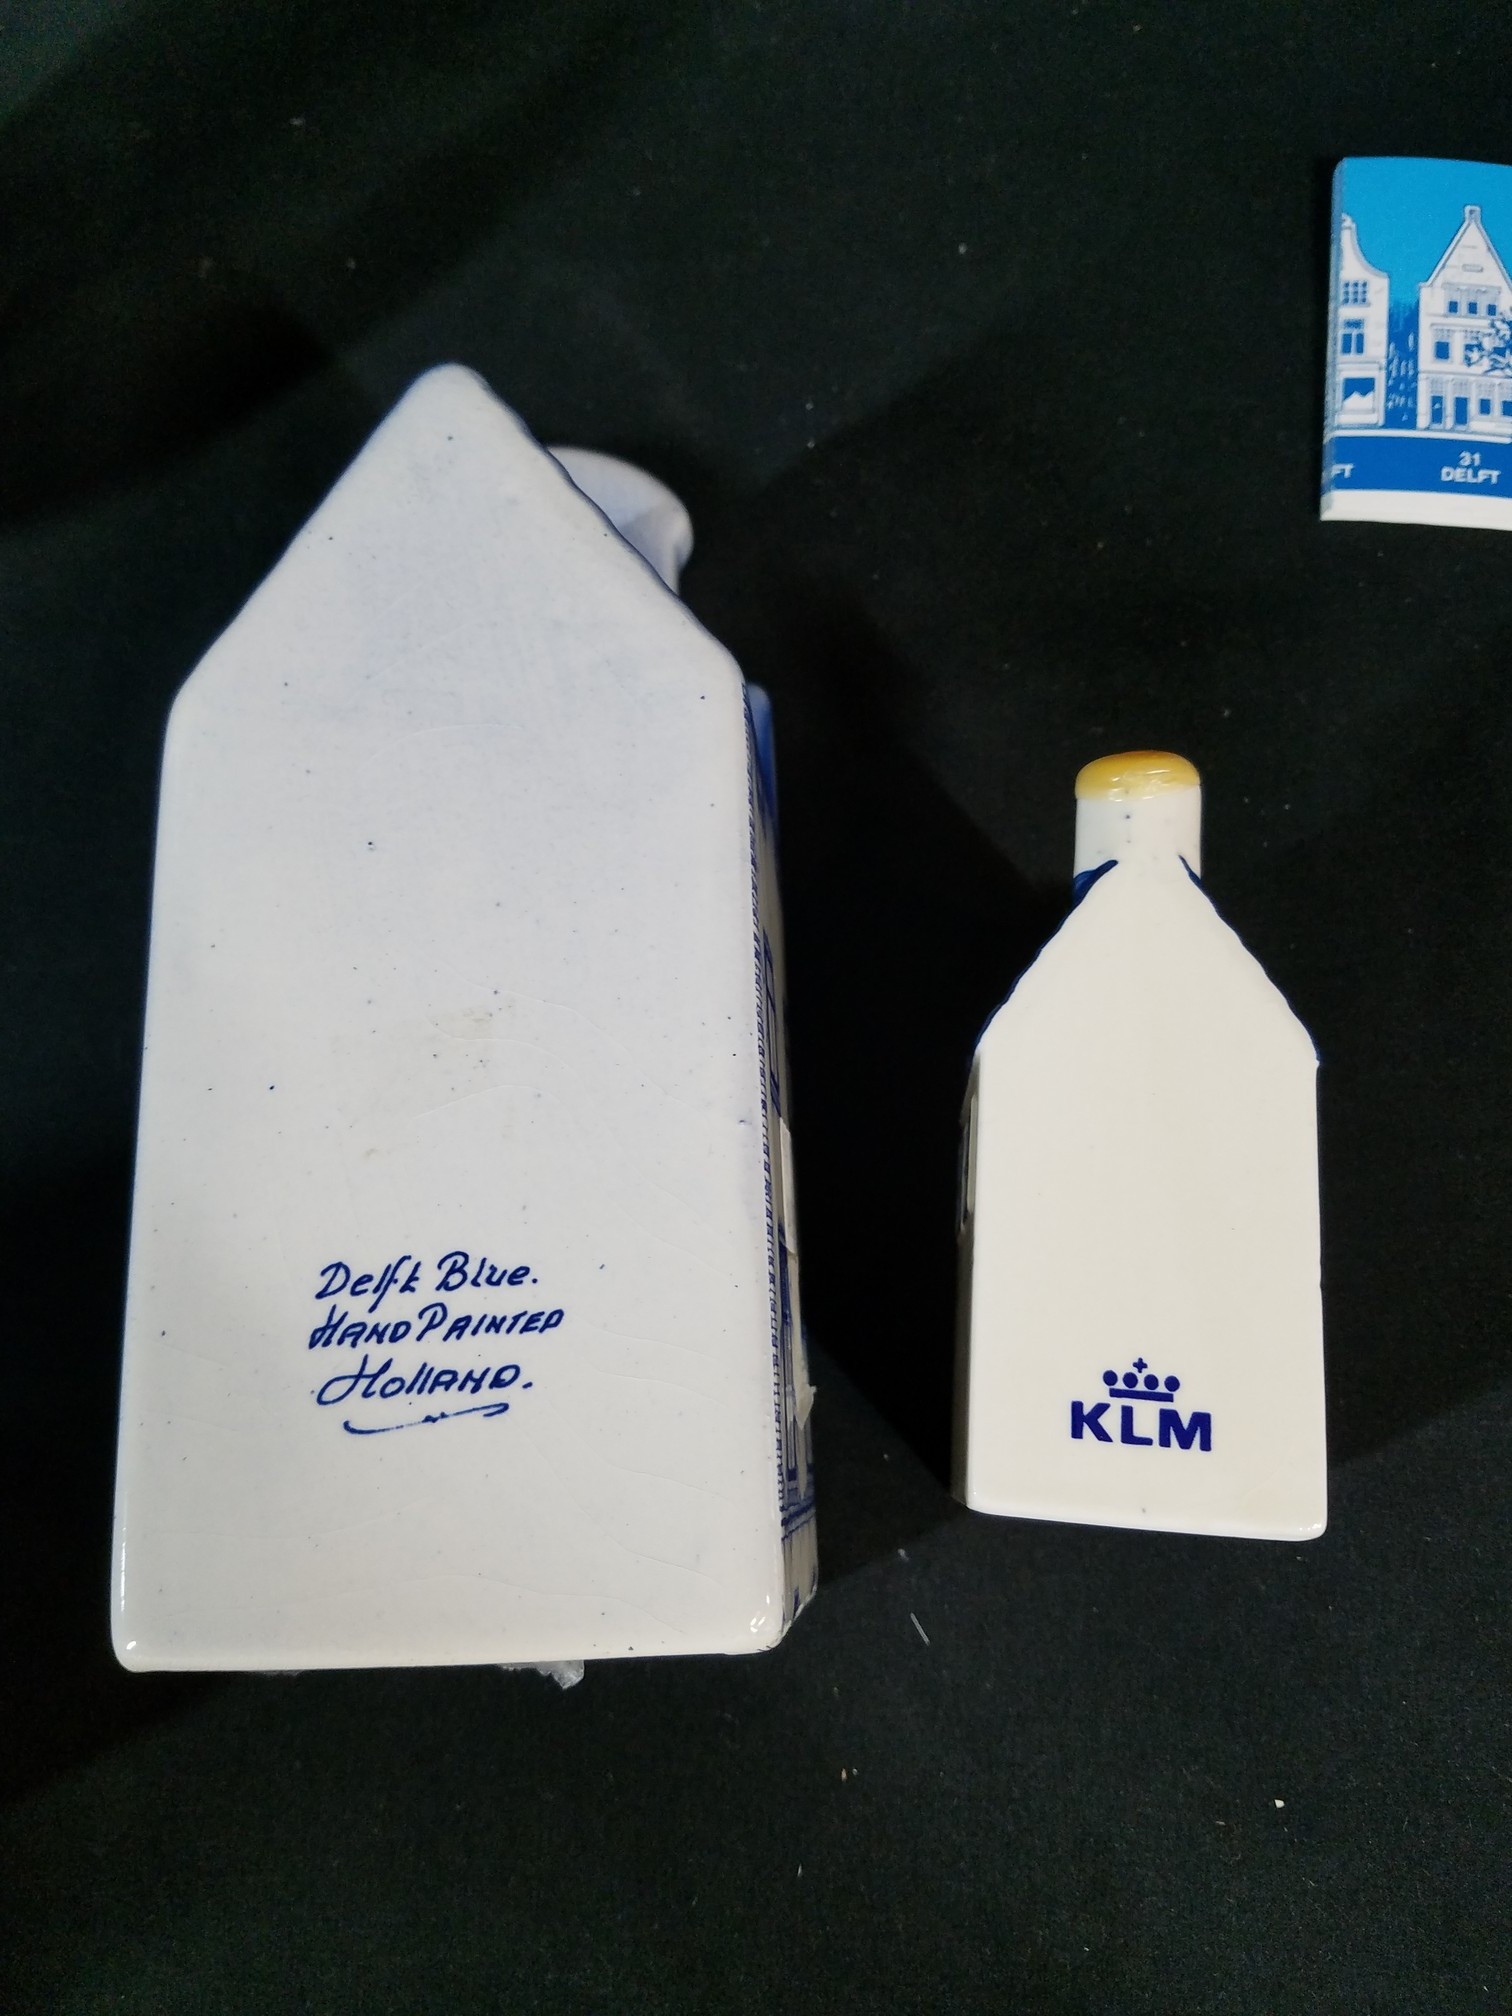 31
FT DELFT
Delft Blue.
HAND PAINTED
HollAND.
KLM